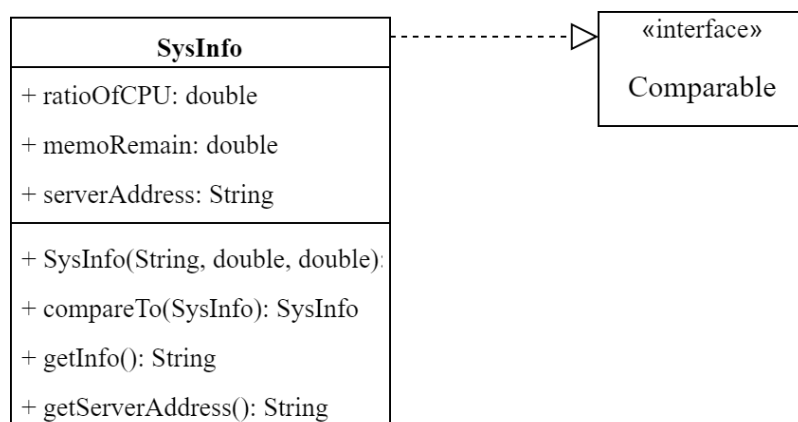 SysInfo
+ ratioOfCPU: double
+ memoRemain: double
+ serverAddress: String
+ SysInfo(String, double, double):
+ compareTo(SysInfo): SysInfo
+ getInfo(): String
+ getServerAddress(): String
«interface»
Comparable